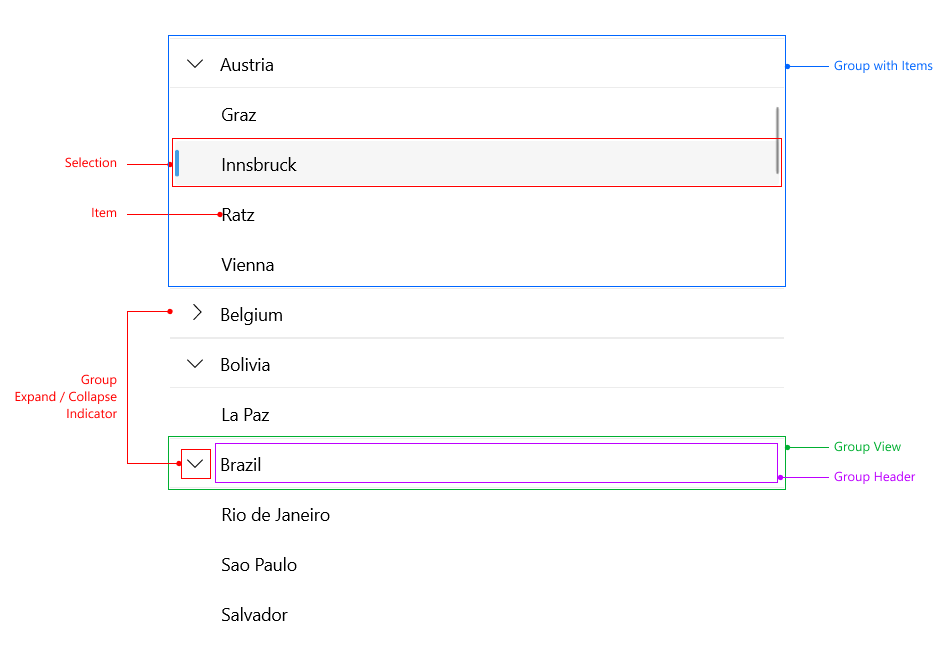 Austria
Group with Items
Graz
Selection
Innsbruck
Item
Ratz
Vienna
Belgium
Bolivia
Group
Expand / Collapse
Indicator
La Paz
Group View
Brazil
Group Header
Rio de Janeiro
Sao Paulo
Salvador